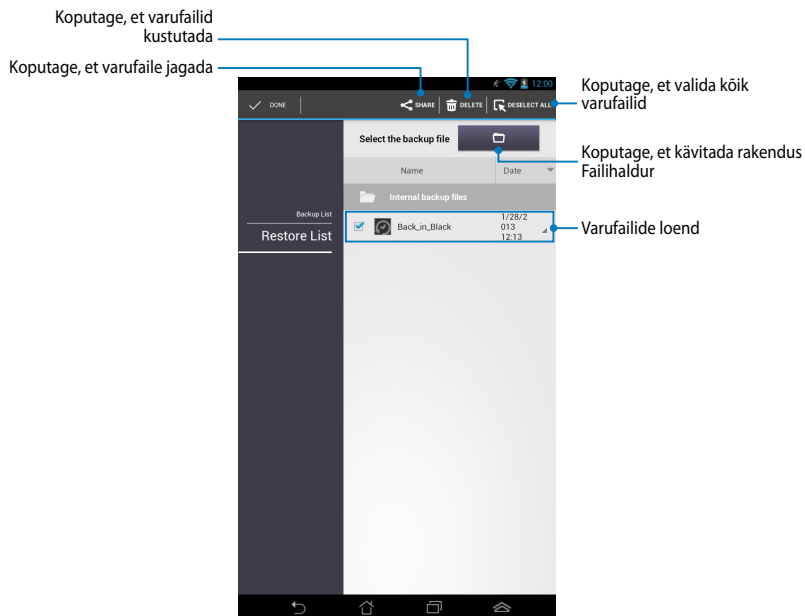 Koputage, et varufailid
kustutada
Koputage, et varufaile jagada
12:00
DONE
SHARE
DELETE
DESELECT ALL
Koputage, et valida kõik
varufailid
Select the backup file
Koputage, et kävitada rakendus
Failihaldur
Name
Date
Internal backup files
Backup List
Restore List
Back_in_Black
1/28/2
013
12:13
Varufailide loend